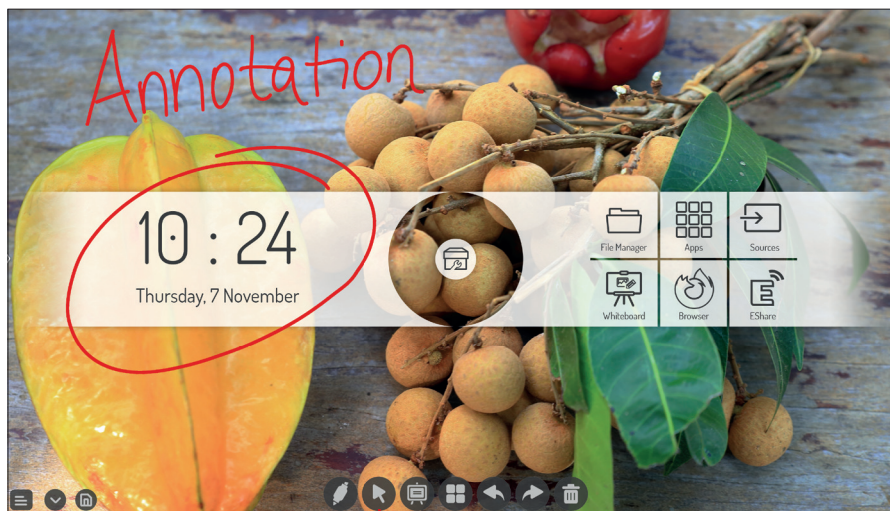 Annotation
10 : 24
Thursday, 7 November
File Manager
Apps
Sources
Whiteboard
Browser
EShare